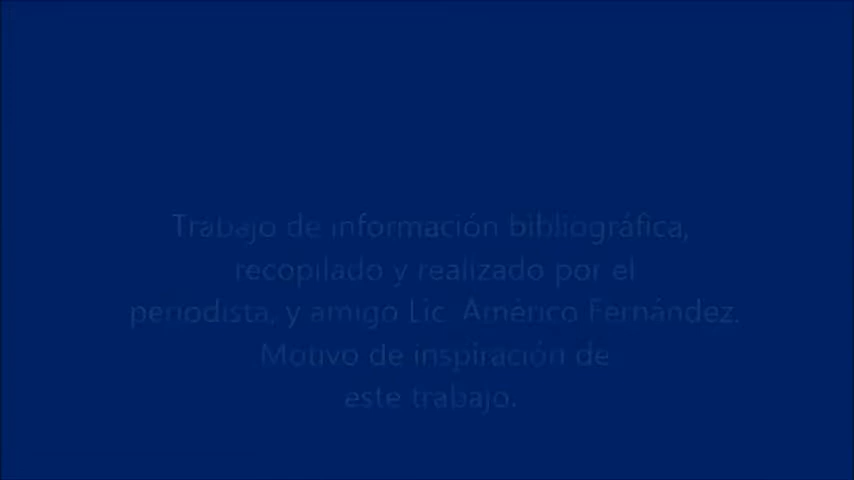 Trabajo de información bibliográfica,
recopilado y realizado por el
periodista, y amigo Lic. Américo Fernández.
Motivo de inspiración de
este trabajo.